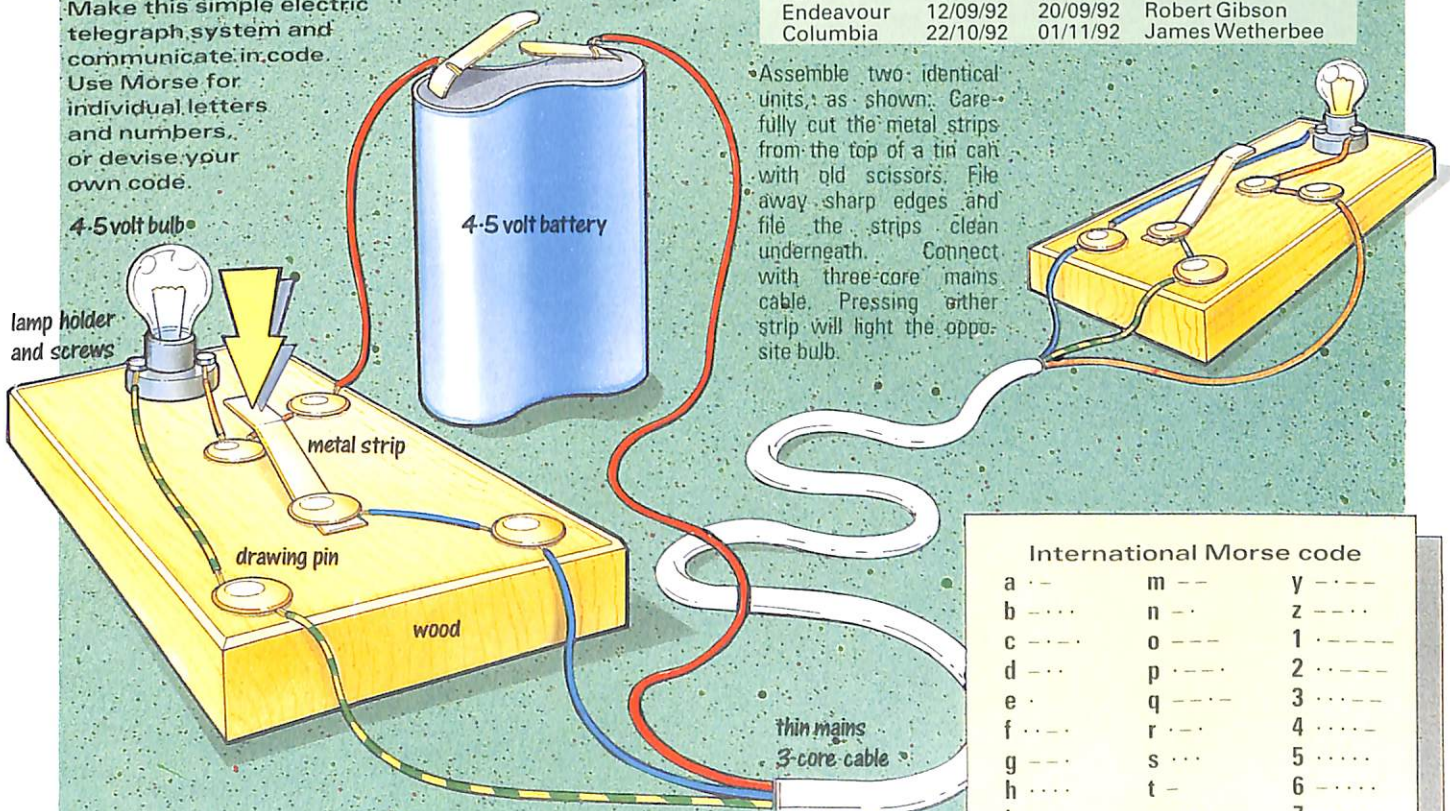 Make this simple electric
telegraph system and
communicate in code.
Use Morse for
individual letters
and numbers,
or devise your
own code.
4·5 volt bulb
lamp holder
and screws
4·5 volt battery
metal strip
drawing pin
wood
thin mains
3-core cable
Endeavour 12/09/92 20/09/92 Robert Gibson
Columbia 22/10/92 01/11/92 James Wetherbee
Assemble two identical
units, as shown. Care-
fully cut the metal strips
from the top of a tin can
with old scissors. File
away sharp edges and
file the strips clean
underneath. Connect
with three-core mains
cable. Pressing either
strip will light the oppo-
site bulb.
International Morse code
a ·– m –– y –·––
b –··· n –· z ––··
c –·–· o ––– 1 ·––––
d –·· p ·––· 2 ··–––
e · q ––·– 3 ···––
f ··–· r ·–· 4 ····–
g ––· s ··· 5 ·····
h ···· t – 6 –····